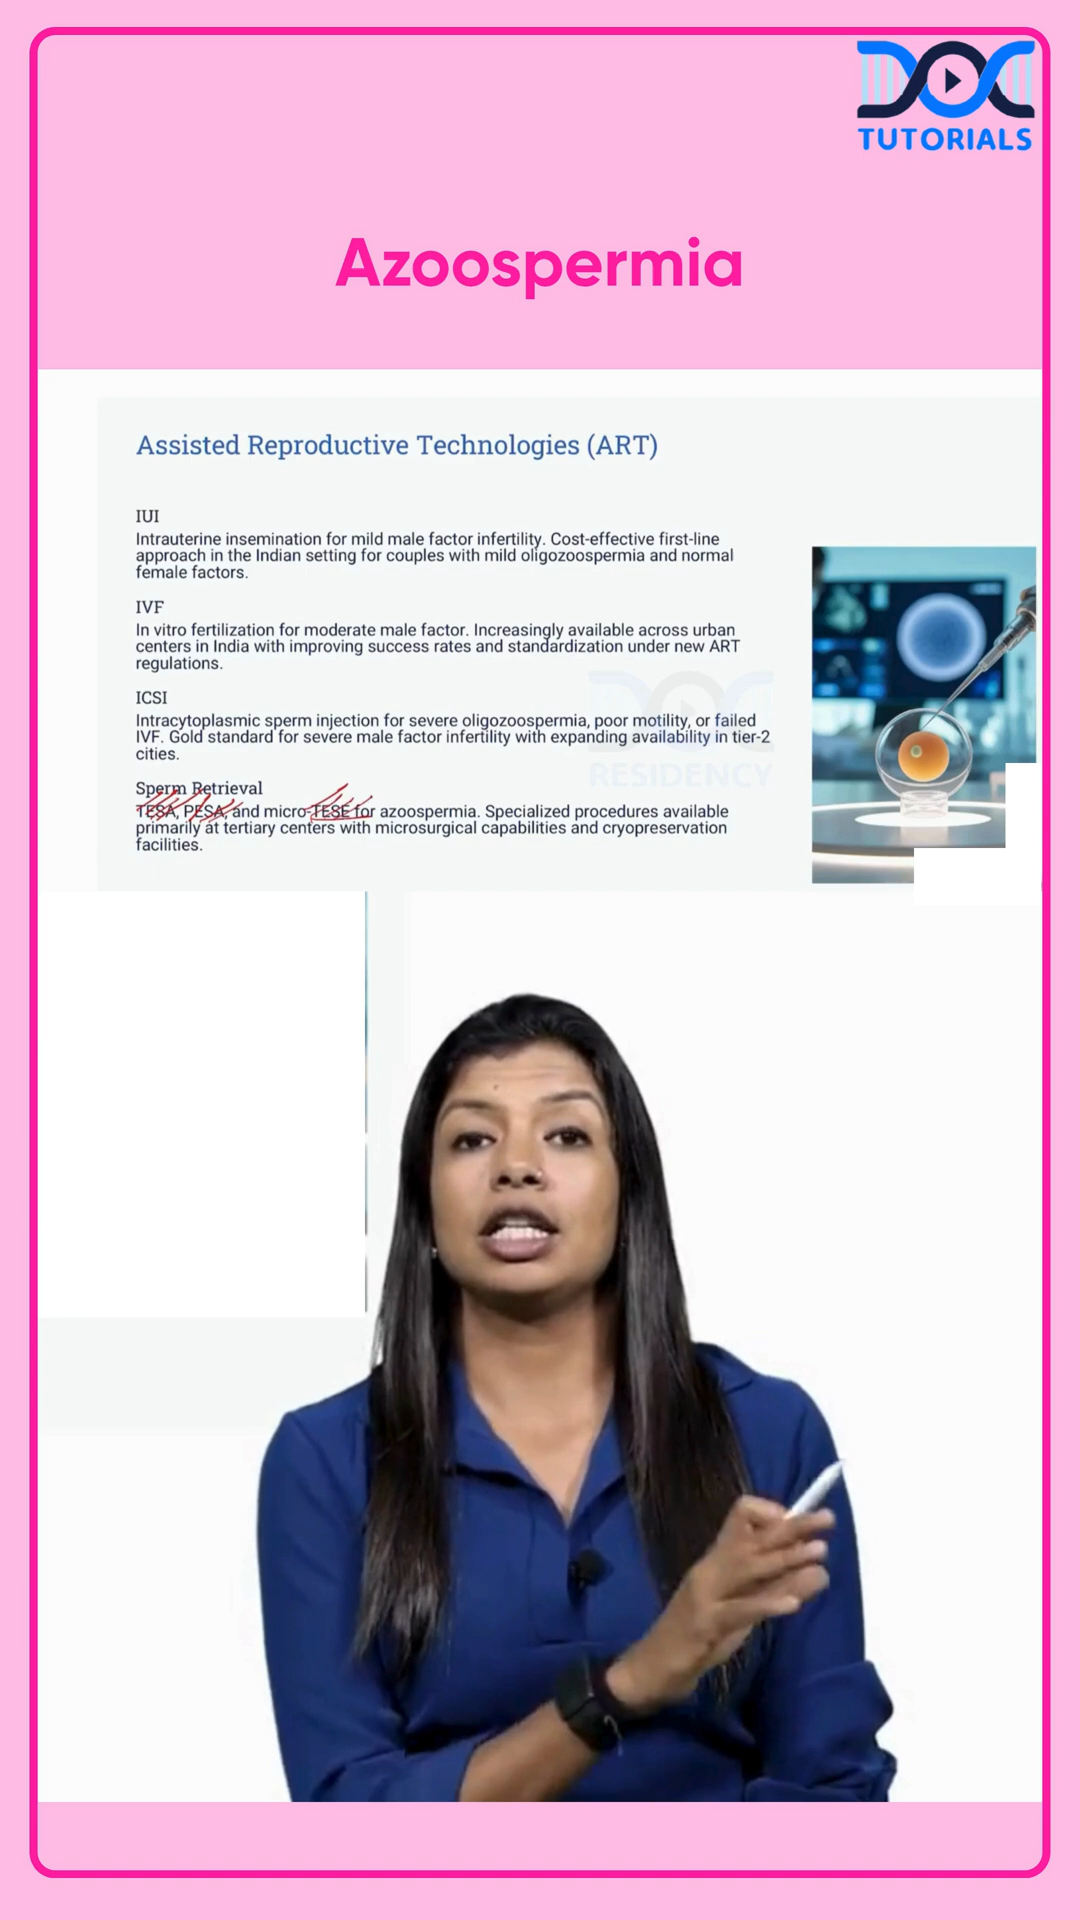 DOC
TUTORIALS
Azoospermia
Assisted Reproductive Technologies (ART)
IUI
Intrauterine insemination for mild male factor infertility. Cost-effective first-line
approach in the Indian setting for couples with mild oligozoospermia and normal
female factors.
IVF
In vitro fertilization for moderate male factor. Increasingly available across urban
centers in India with improving success rates and standardization under new ART
regulations.
ICSI
Intracytoplasmic sperm injection for severe oligozoospermia, poor motility, or failed
IVF. Gold standard for severe male factor infertility with expanding availability in tier-2
cities.
DOC
RESIDENCY
Sperm Retrieval
TESA, PESA, and micro-TESE for azoospermia. Specialized procedures available
primarily at tertiary centers with microsurgical capabilities and cryopreservation
facilities.